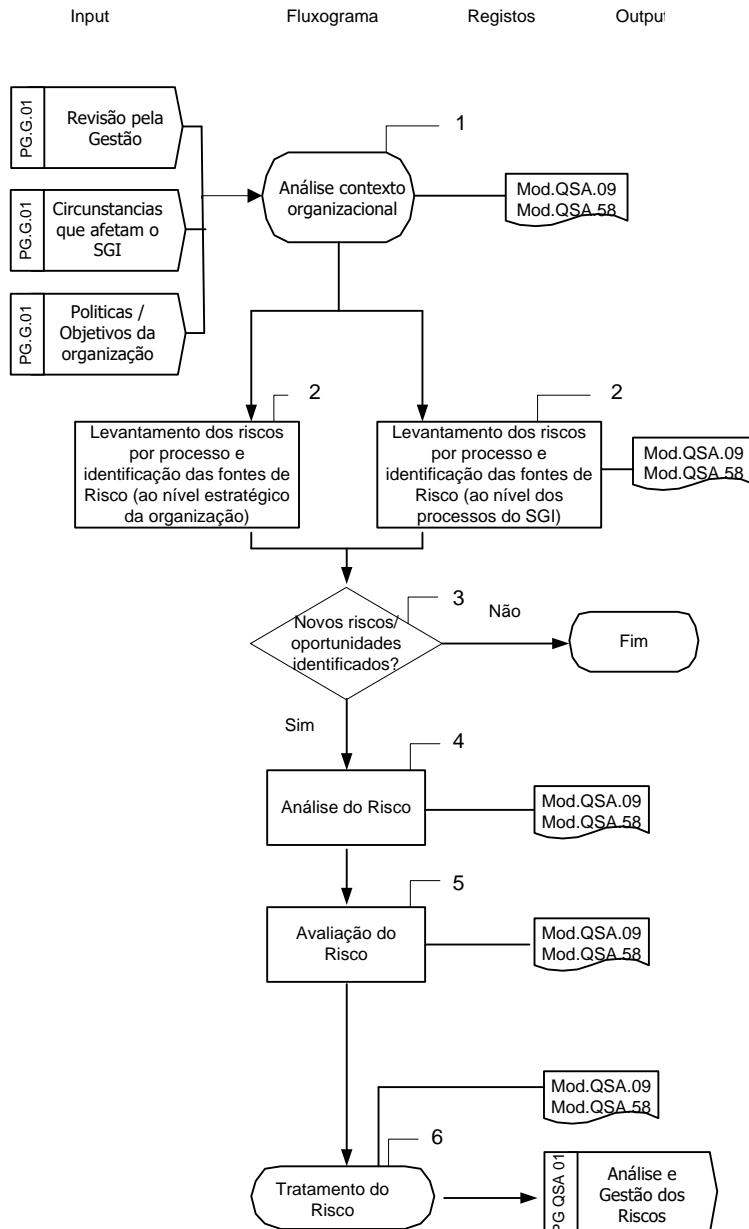 Input
Fluxograma
Registos
Output
PG.G.01
Revisão pela
Gestão
1
Análise contexto
organizacional
Mod.QSA.09
Mod.QSA.58
PG.G.01
Circunstancias
que afetam o
SGI
PG.G.01
Politicas /
Objetivos da
organização
2
Levantamento dos riscos
por processo e
identificação das fontes de
Risco (ao nível estratégico
da organização)
2
Levantamento dos riscos
por processo e
identificação das fontes de
Risco (ao nível dos
processos do SGI)
Mod.QSA.09
Mod.QSA.58
3
Novos riscos/
oportunidades
identificados?
Não
Fim
Sim
4
Análise do Risco
Mod.QSA.09
Mod.QSA.58
5
Avaliação do
Risco
Mod.QSA.09
Mod.QSA.58
Mod.QSA.09
Mod.QSA.58
6
Tratamento do
Risco
PG QSA 01
Análise e
Gestão dos
Riscos